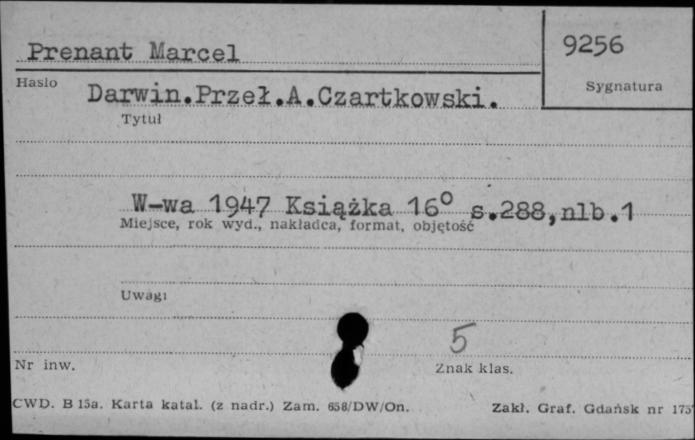 Prenant Marcel
9256
Hasło
Sygnatura
Darwin.Przeł.A.Czartkowski.
Tytuł
W-wa 1947 Książka 16° s.288,nlb.1
Miejsce, rok wyd., nakładca, format, objętość
Uwagi
5
Nr inw.
Znak klas.
CWD. B 15a. Karta katal. (z nadr.) Zam. 658/DW/On.
Zakł. Graf. Gdańsk nr